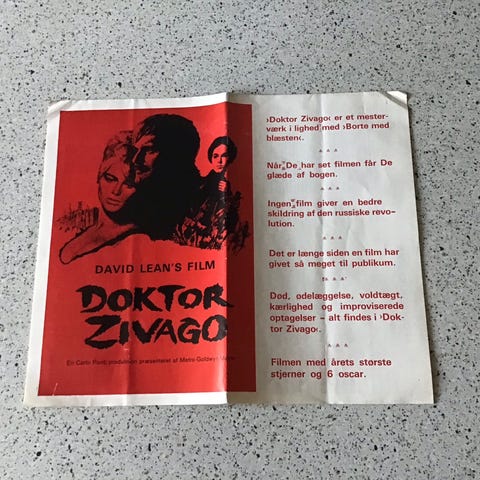 DAVID LEAN'S FILM
DOKTOR
ZIVAGO
En Carlo Ponti produktion præsenteret af Metro-Goldwyn-Mayer
›Doktor Zivago‹ er et mester-
værk i lighed med ›Borte med
blæsten‹.
Når De har set filmen får De
glæde af bogen.
Ingen film giver en bedre
skildring af den russiske revo-
lution.
Det er længe siden en film har
givet så meget til publikum.
Død, ødelæggelse, voldtægt,
kærlighed og improviserede
optagelser – alt findes i ›Dok-
tor Zivago‹.
Filmen med årets største
stjerner og 6 oscar.